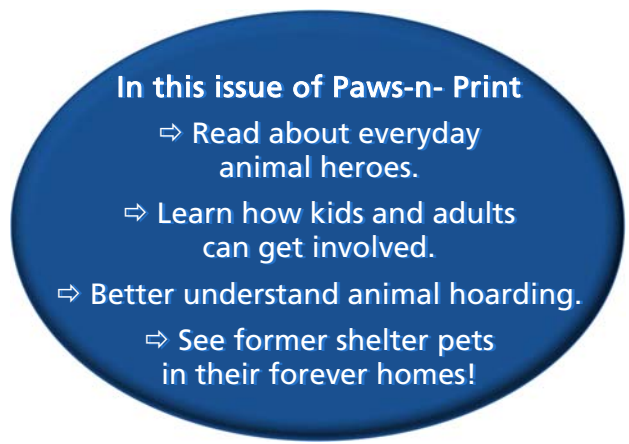 In this issue of Paws-n- Print
⇨ Read about everyday
animal heroes.
⇨ Learn how kids and adults
can get involved.
⇨ Better understand animal hoarding.
⇨ See former shelter pets
in their forever homes!